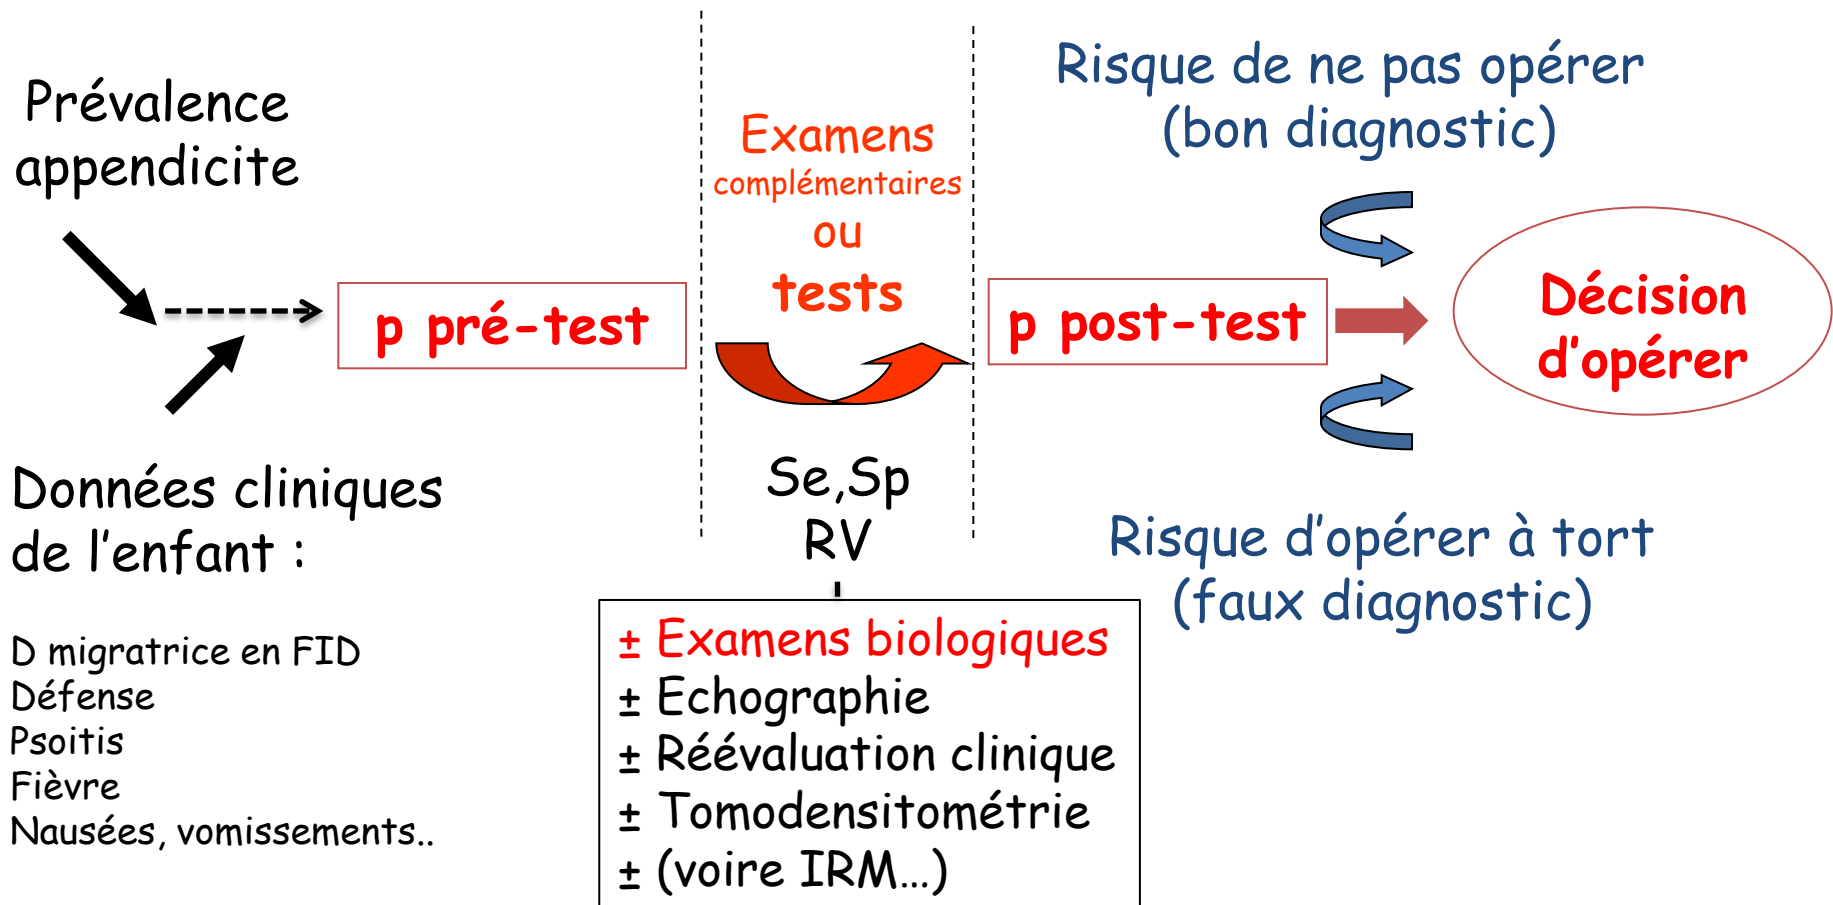 Prévalence
appendicite
Données cliniques
de l'enfant :
D migratrice en FID
Défense
Psoitis
Fièvre
Nausées, vomissements..
p pré-test
Examens
complémentaires
ou
tests
Se,Sp
RV
± Examens biologiques
± Echographie
± Réévaluation clinique
± Tomodensitométrie
± (voire IRM...)
p post-test
Risque de ne pas opérer
(bon diagnostic)
Décision
d'opérer
Risque d'opérer à tort
(faux diagnostic)